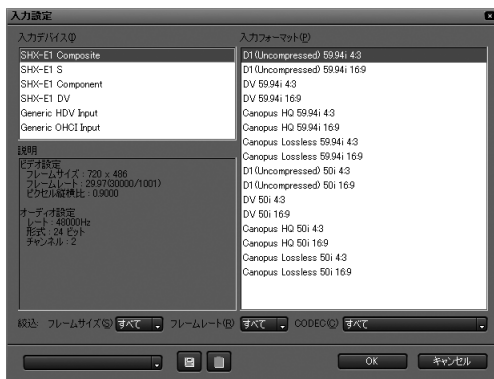 入力設定
入力デバイス(I)
SHX-E1 Composite
SHX-E1 S
SHX-E1 Component
SHX-E1 DV
Generic HDV Input
Generic OHCI Input
説明
ビデオ設定
フレームサイズ : 720 x 486
フレームレート : 29.97(30000/1001)
ピクセル縦横比 : 0.9000
オーディオ設定
レート : 48000Hz
形式 : 24 ビット
チャンネル : 2
入力フォーマット(P)
D1(Uncompressed) 59.94i 4:3
D1(Uncompressed) 59.94i 16:9
DV 59.94i 4:3
DV 59.94i 16:9
Canopus HQ 59.94i 4:3
Canopus HQ 59.94i 16:9
Canopus Lossless 59.94i 4:3
Canopus Lossless 59.94i 16:9
D1(Uncompressed) 50i 4:3
D1(Uncompressed) 50i 16:9
DV 50i 4:3
DV 50i 16:9
Canopus HQ 50i 4:3
Canopus HQ 50i 16:9
Canopus Lossless 50i 4:3
Canopus Lossless 50i 16:9
絞込: フレームサイズ(S) すべて フレームレート(R) すべて CODEC(C) すべて
OK キャンセル